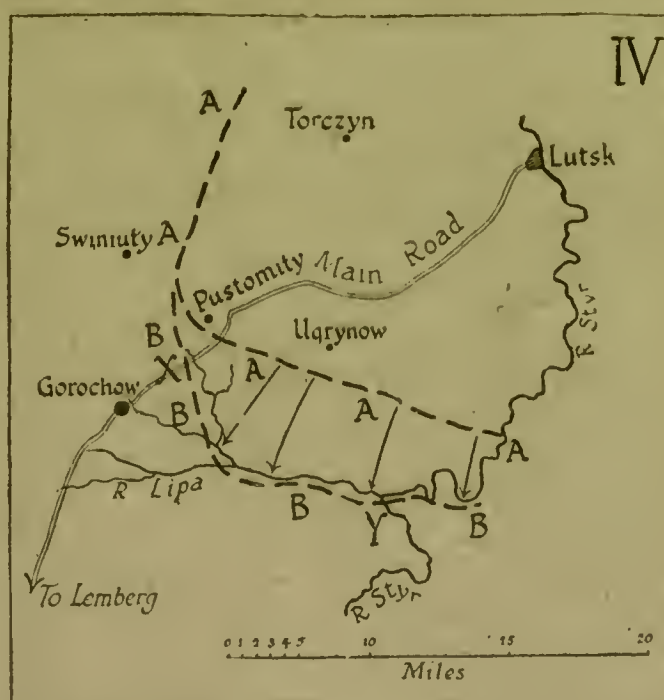 IV
A
Torczyn
Lutsk
Swiniuty A
Pustomity Main Road
R Styr
B
Uqrynow
X
A
Gorochow
B
A
A
R Lipa
B
B
Y
R Styr
To Lemberg
0 1 2 3 4 5 10 15 20
Miles